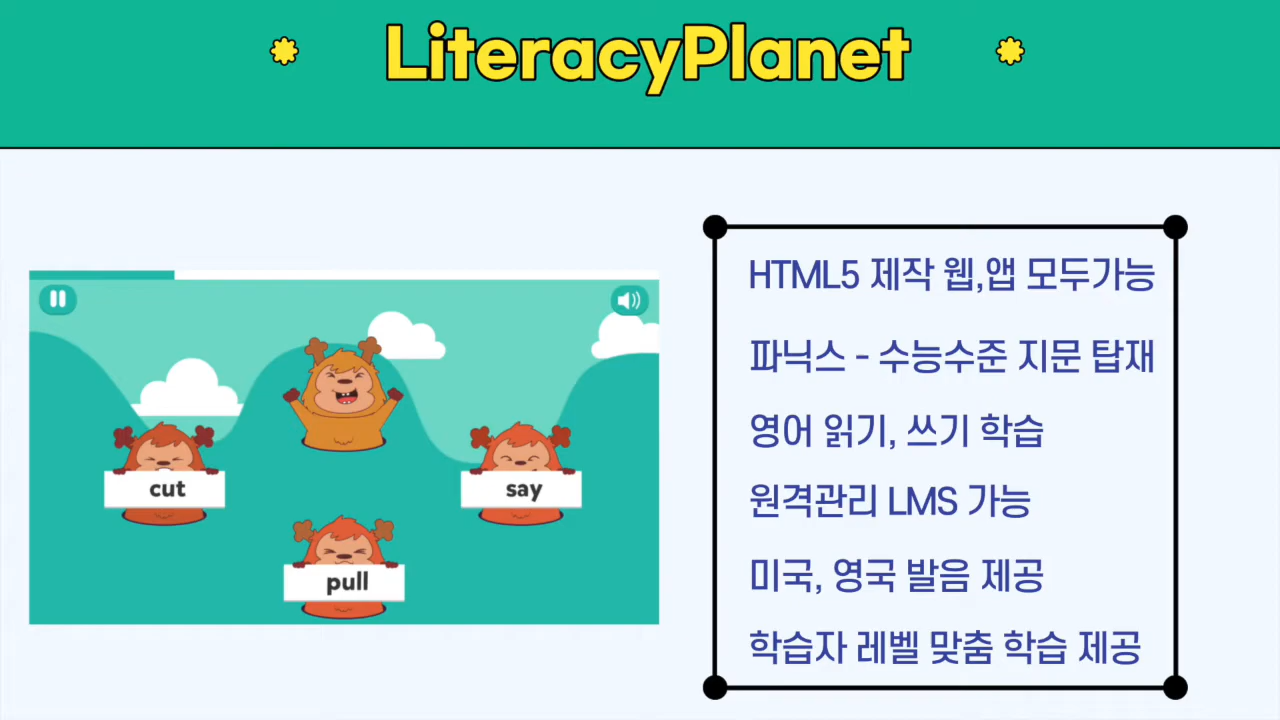 LiteracyPlanet
cut
say
pull
HTML5 제작 웹,앱 모두가능
파닉스 - 수능수준 지문 탑재
영어 읽기, 쓰기 학습
원격관리 LMS 가능
미국, 영국 발음 제공
학습자 레벨 맞춤 학습 제공